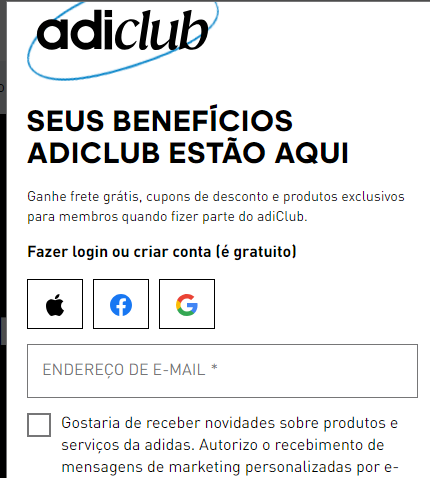 adiclub
SEUS BENEFÍCIOS
ADICLUB ESTÃO AQUI
Ganhe frete grátis, cupons de desconto e produtos exclusivos
para membros quando fizer parte do adiClub.
Fazer login ou criar conta (é gratuito)
ENDEREÇO DE E-MAIL *
Gostaria de receber novidades sobre produtos e
serviços da adidas. Autorizo o recebimento de
mensagens de marketing personalizadas por e-